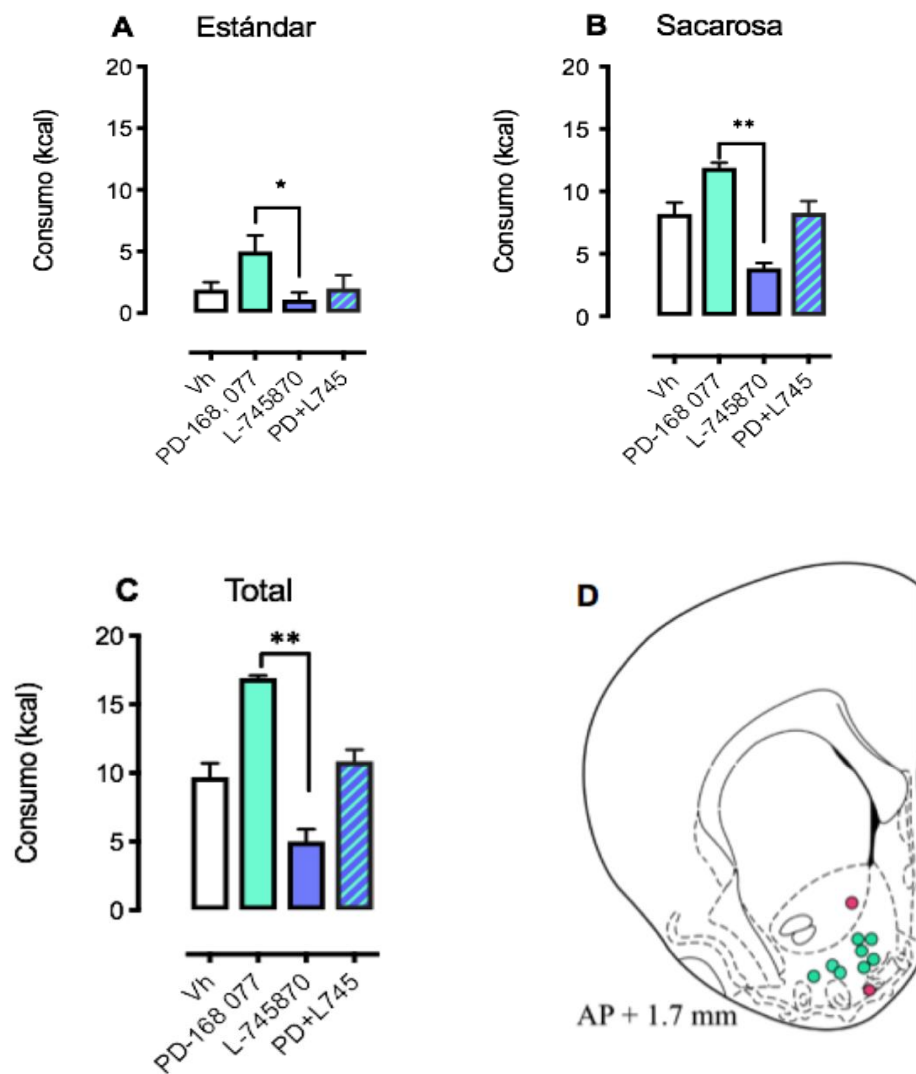 A Estándar
Consumo (kcal)
20
15
10
5
0
*
Vh
PD-168, 077
L-745870
PD+L745
B Sacarosa
Consumo (kcal)
20
15
10
5
0
**
Vh
PD-168 077
L-745870
PD+L745
C Total
Consumo (kcal)
20
15
10
5
0
**
Vh
PD-168 077
L-745870
PD+L745
D
AP + 1.7 mm